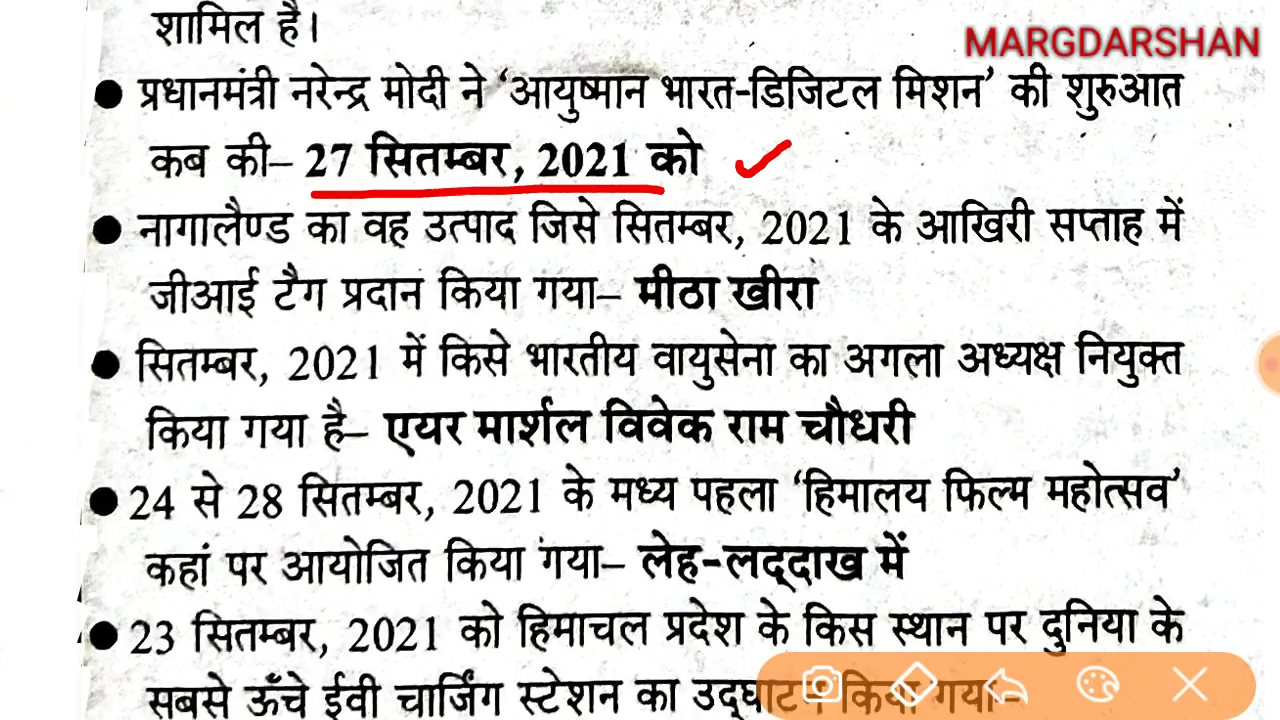 शामिल है।
MARGDARSHAN
● प्रधानमंत्री नरेन्द्र मोदी ने ‘आयुष्मान भारत-डिजिटल मिशन’ की शुरुआत
कब की– 27 सितम्बर, 2021 को
● नागालैण्ड का वह उत्पाद जिसे सितम्बर, 2021 के आखिरी सप्ताह में
जीआई टैग प्रदान किया गया– मीठा खीरा
● सितम्बर, 2021 में किसे भारतीय वायुसेना का अगला अध्यक्ष नियुक्त
किया गया है– एयर मार्शल विवेक राम चौधरी
● 24 से 28 सितम्बर, 2021 के मध्य पहला ‘हिमालय फिल्म महोत्सव’
कहां पर आयोजित किया गया– लेह-लद्दाख में
● 23 सितम्बर, 2021 को हिमाचल प्रदेश के किस स्थान पर दुनिया के
सबसे ऊँचे ईवी चार्जिंग स्टेशन का उद्घाटन किया गया–